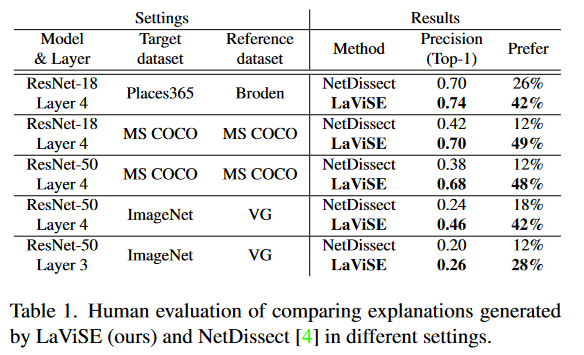 Settings Results
Model & Layer Target dataset Reference dataset Method Precision (Top-1) Prefer
ResNet-18 Layer 4 Places365 Broden NetDissect 0.70 26%
LaViSE 0.74 42%
ResNet-18 Layer 4 MS COCO MS COCO NetDissect 0.42 12%
LaViSE 0.70 49%
ResNet-50 Layer 4 MS COCO MS COCO NetDissect 0.38 12%
LaViSE 0.68 48%
ResNet-50 Layer 4 ImageNet VG NetDissect 0.24 18%
LaViSE 0.46 42%
ResNet-50 Layer 3 ImageNet VG NetDissect 0.20 12%
LaViSE 0.26 28%
Table 1. Human evaluation of comparing explanations generated
by LaViSE (ours) and NetDissect [4] in different settings.